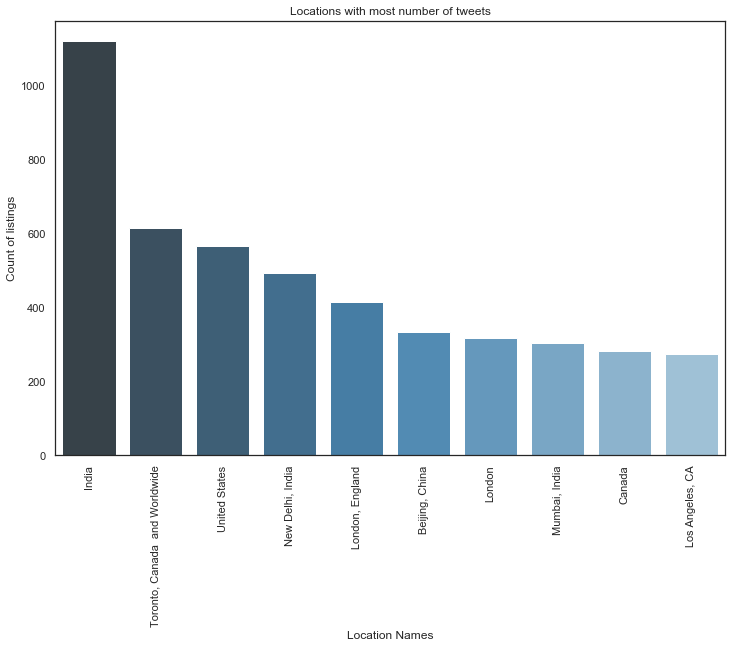 Locations with most number of tweets
Count of listings
1000
800
600
400
200
0
India
Toronto, Canada  and Worldwide
United States
New Delhi, India
London, England
Beijing, China
London
Mumbai, India
Canada
Los Angeles, CA
Location Names